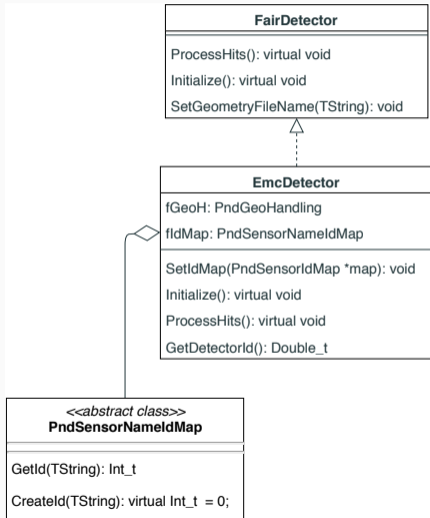 FairDetector
ProcessHits(): virtual void
Initialize(): virtual void
SetGeometryFileName(TString): void
EmcDetector
fGeoH: PndGeoHandling
fIdMap: PndSensorNameIdMap
SetIdMap(PndSensorIdMap *map): void
Initialize(): virtual void
ProcessHits(): virtual void
GetDetectorId(): Double_t
<<abstract class>>
PndSensorNameIdMap
GetId(TString): Int_t
CreateId(TString): virtual Int_t = 0;